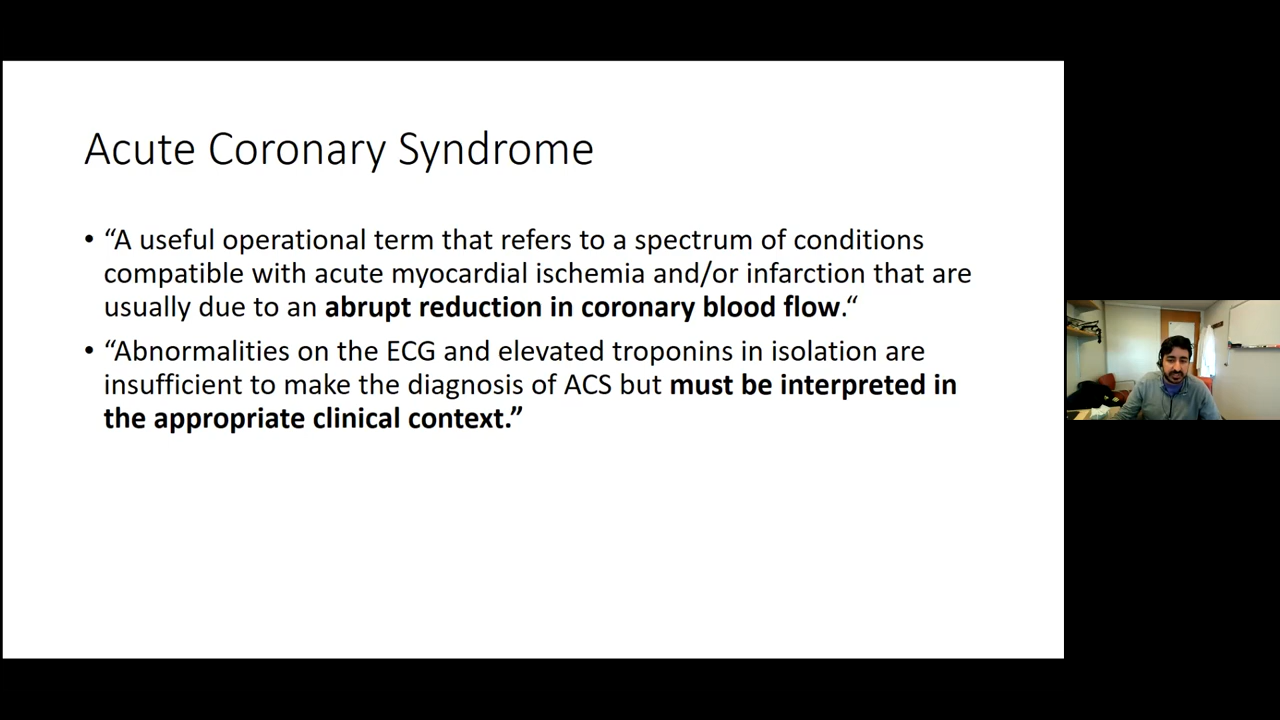 Acute Coronary Syndrome
• “A useful operational term that refers to a spectrum of conditions
compatible with acute myocardial ischemia and/or infarction that are
usually due to an abrupt reduction in coronary blood flow.“
• “Abnormalities on the ECG and elevated troponins in isolation are
insufficient to make the diagnosis of ACS but must be interpreted in
the appropriate clinical context.”